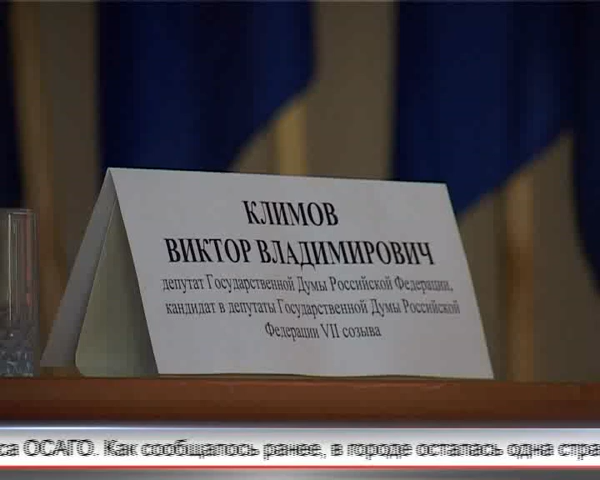 КЛИМОВ
ВИКТОР ВЛАДИМИРОВИЧ
депутат Государственной Думы Российской Федерации,
кандидат в депутаты Государственной Думы Российской
Федерации VII созыва
са ОСАГО. Как сообщалось ранее, в городе осталась одна стра